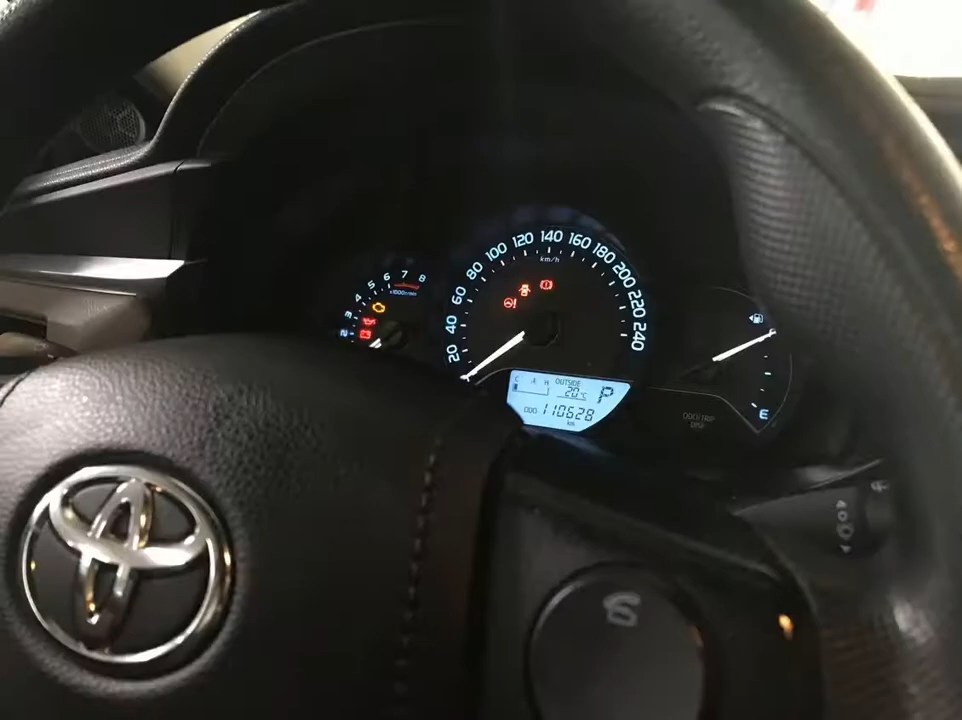 2 3 4 5 6 7 8
x1000r/min
20 40 60 80 100 120 140 160 180 200 220 240
km/h
C A H
OUTSIDE
20°C
P
ODO 110628
km
F
E
ODO/TRIP
DISP